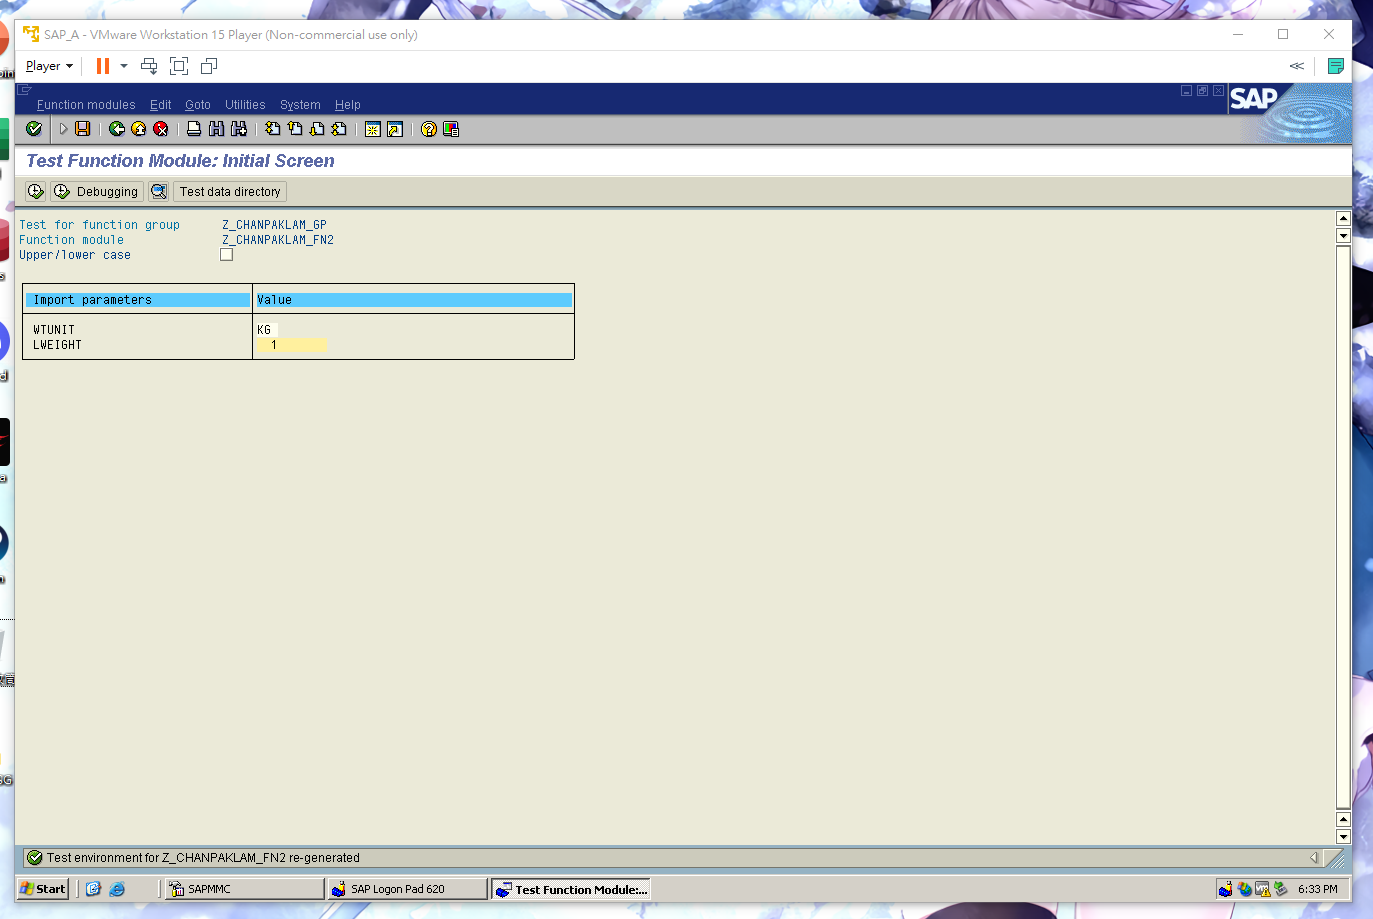 SAP_A - VMware Workstation 15 Player (Non-commercial use only)
Player
Function modules Edit Goto Utilities System Help
SAP
Test Function Module: Initial Screen
Debugging Test data directory
Test for function group Z_CHANPAKLAM_GP
Function module Z_CHANPAKLAM_FN2
Upper/lower case
Import parameters Value
WTUNIT KG
LWEIGHT 1
Test environment for Z_CHANPAKLAM_FN2 re-generated
Start SAPMMC SAP Logon Pad 620 Test Function Module:... 6:33 PM